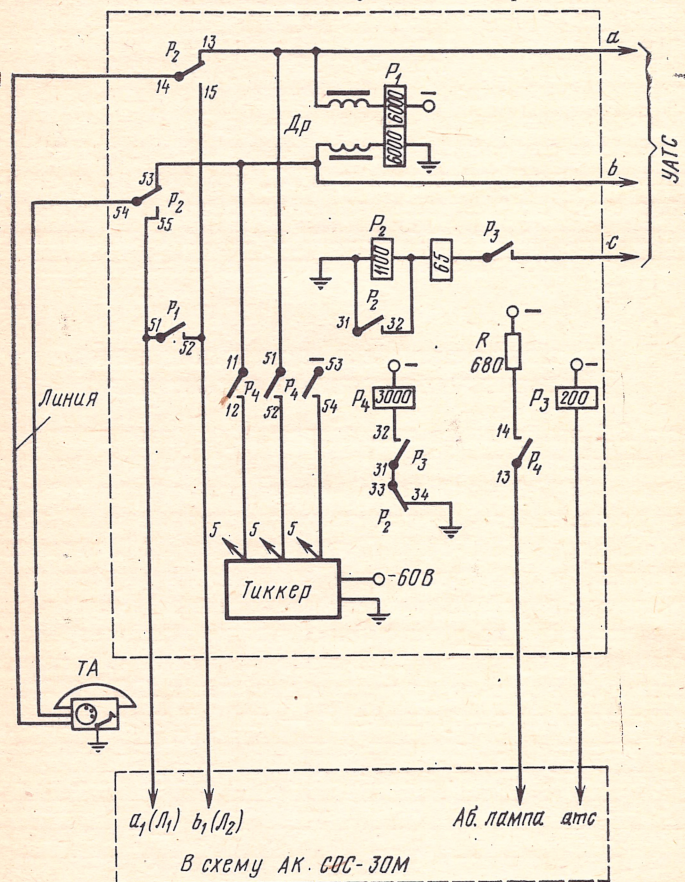 P₂ 13
14
15
a
P₁
6000 6000
–
Др
53
54
P₂
55
b
УАТС
P₂
1100
65
P₃
c
P₂
31
32
P₁
51
52
–
R
680
11
P₄
12
51
P₄
52
– 53
54
–
P₄ 3000
–
P₃ 200
Линия
32
31
P₃
33
34
P₂
14
13
P₄
5 5 5
Тиккер
–60В
ТА
a₁(Л₁) b₁(Л₂) Аб. лампа атс
В схему АК. СОС-30М